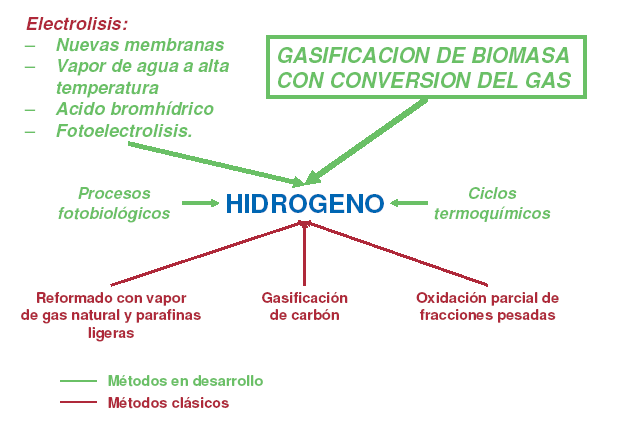 Electrolisis:
– Nuevas membranas
– Vapor de agua a alta
temperatura
– Acido bromhídrico
– Fotoelectrolisis.
GASIFICACION DE BIOMASA
CON CONVERSION DEL GAS
Procesos
fotobiológicos
HIDROGENO
Ciclos
termoquímicos
Reformado con vapor
de gas natural y parafinas
ligeras
Gasificación
de carbón
Oxidación parcial de
fracciones pesadas
Métodos en desarrollo
Métodos clásicos